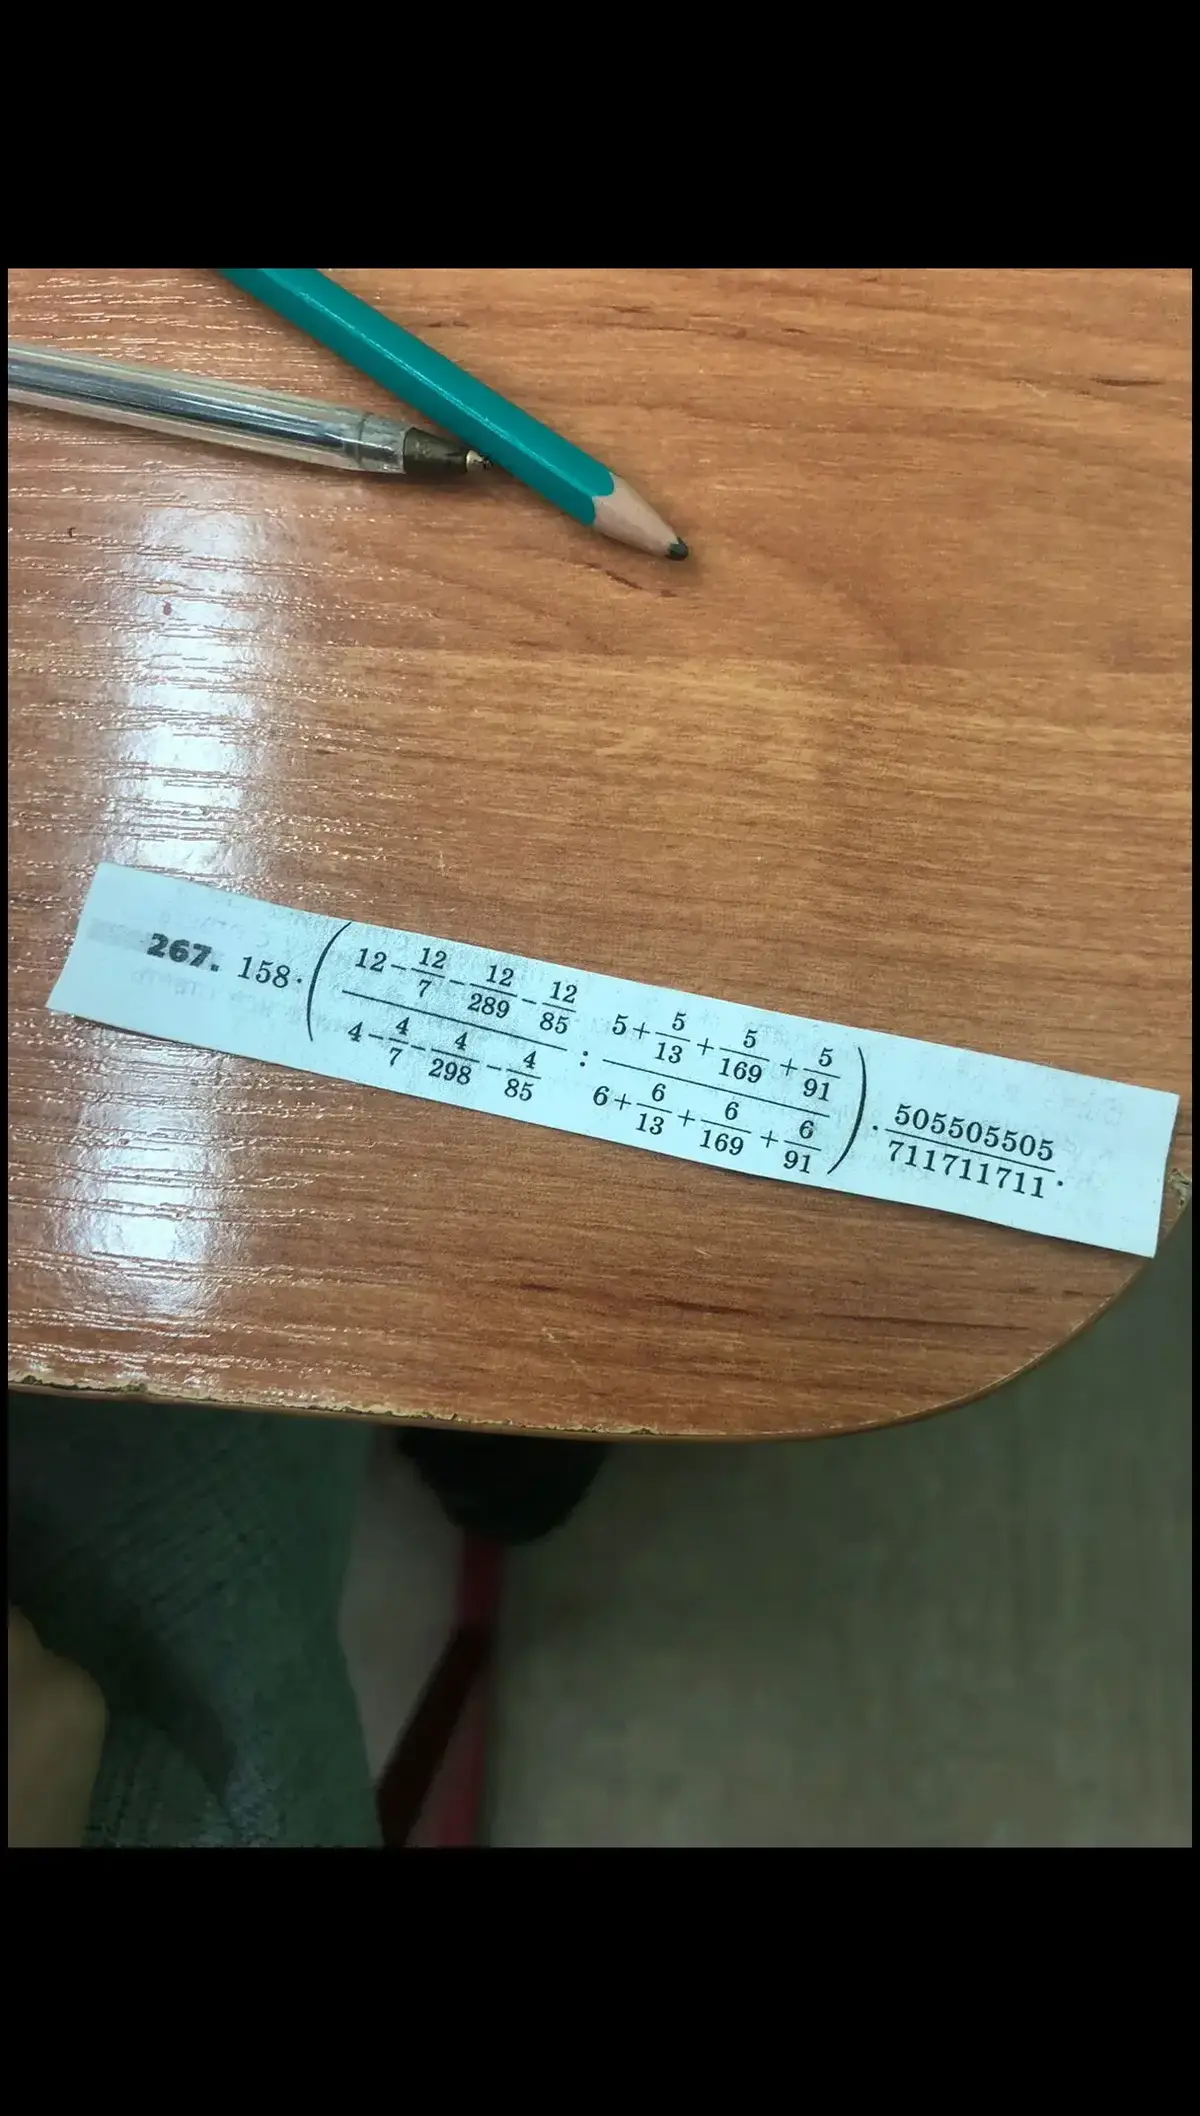 267. 158 · ( (12 − 12/7 − 12/289 − 12/85) / (4 − 4/7 − 4/298 − 4/85) : (5 + 5/13 + 5/169 + 5/91) / (6 + 6/13 + 6/169 + 6/91) ) · 505505505/711711711.